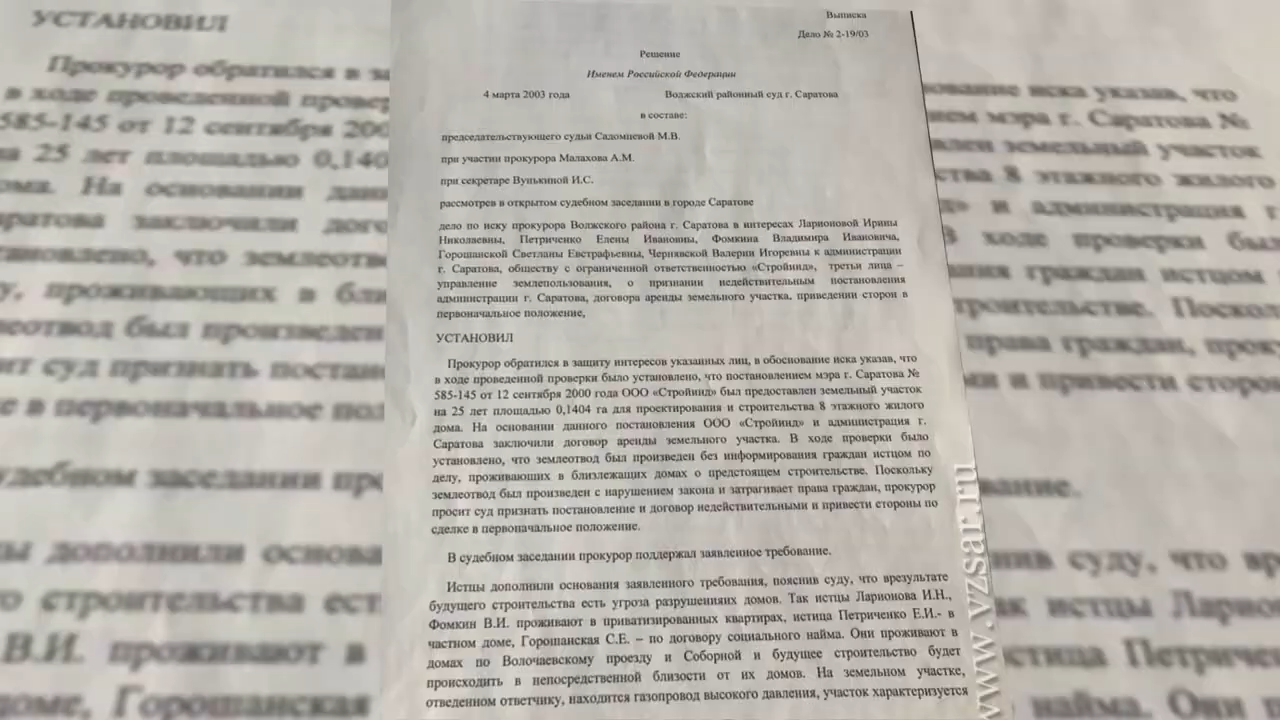 Выписка
Дело № 2-19/03
Решение
Именем Российской Федерации
4 марта 2003 года Волжский районный суд г. Саратова
в составе:
председательствующего судьи Садомцевой М.В.
при участии прокурора Малахова А.М.
при секретаре Вунькиной И.С.
рассмотрев в открытом судебном заседании в городе Саратове
дело по иску прокурора Волжского района г. Саратова в интересах Ларионовой Ирины
Николаевны, Петриченко Елены Ивановны, Фомкина Владимира Ивановича,
Горошанской Светланы Евстрафьевны, Чернявской Валерии Игоревны к администрации
г. Саратова, обществу с ограниченной ответственностью «Стройинд», третьи лица –
управление землепользования, о признании недействительным постановления
администрации г. Саратова, договора аренды земельного участка, приведении сторон в
первоначальное положение,
УСТАНОВИЛ
Прокурор обратился в защиту интересов указанных лиц, в обоснование иска указав, что
в ходе проведенной проверки было установлено, что постановлением мэра г. Саратова №
585-145 от 12 сентября 2000 года ООО «Стройинд» был предоставлен земельный участок
на 25 лет площадью 0,1404 га для проектирования и строительства 8 этажного жилого
дома. На основании данного постановления ООО «Стройинд» и администрация г.
Саратова заключили договор аренды земельного участка. В ходе проверки было
установлено, что землеотвод был произведен без информирования граждан истцом по
делу, проживающих в близлежащих домах о предстоящем строительстве. Поскольку
землеотвод был произведен с нарушением закона и затрагивает права граждан, прокурор
просит суд признать постановление и договор недействительными и привести стороны по
сделке в первоначальное положение.
В судебном заседании прокурор поддержал заявленное требование.
Истцы дополнили основания заявленного требования, пояснив суду, что врезультате
будущего строительства есть угроза разрушенияих домов. Так истцы Ларионова И.Н.,
Фомкин В.И. проживают в приватизированных квартирах, истица Петриченко Е.И.- в
частном доме, Горошанская С.Е. – по договору социального найма. Они проживают в
домах по Волочаевскому проезду и Соборной и будущее строительство будет
происходить в непосредственной близости от их домов. На земельном участке,
отведенном ответчику, находится газопровод высокого давления, участок характеризуется
www.vzsar.ru